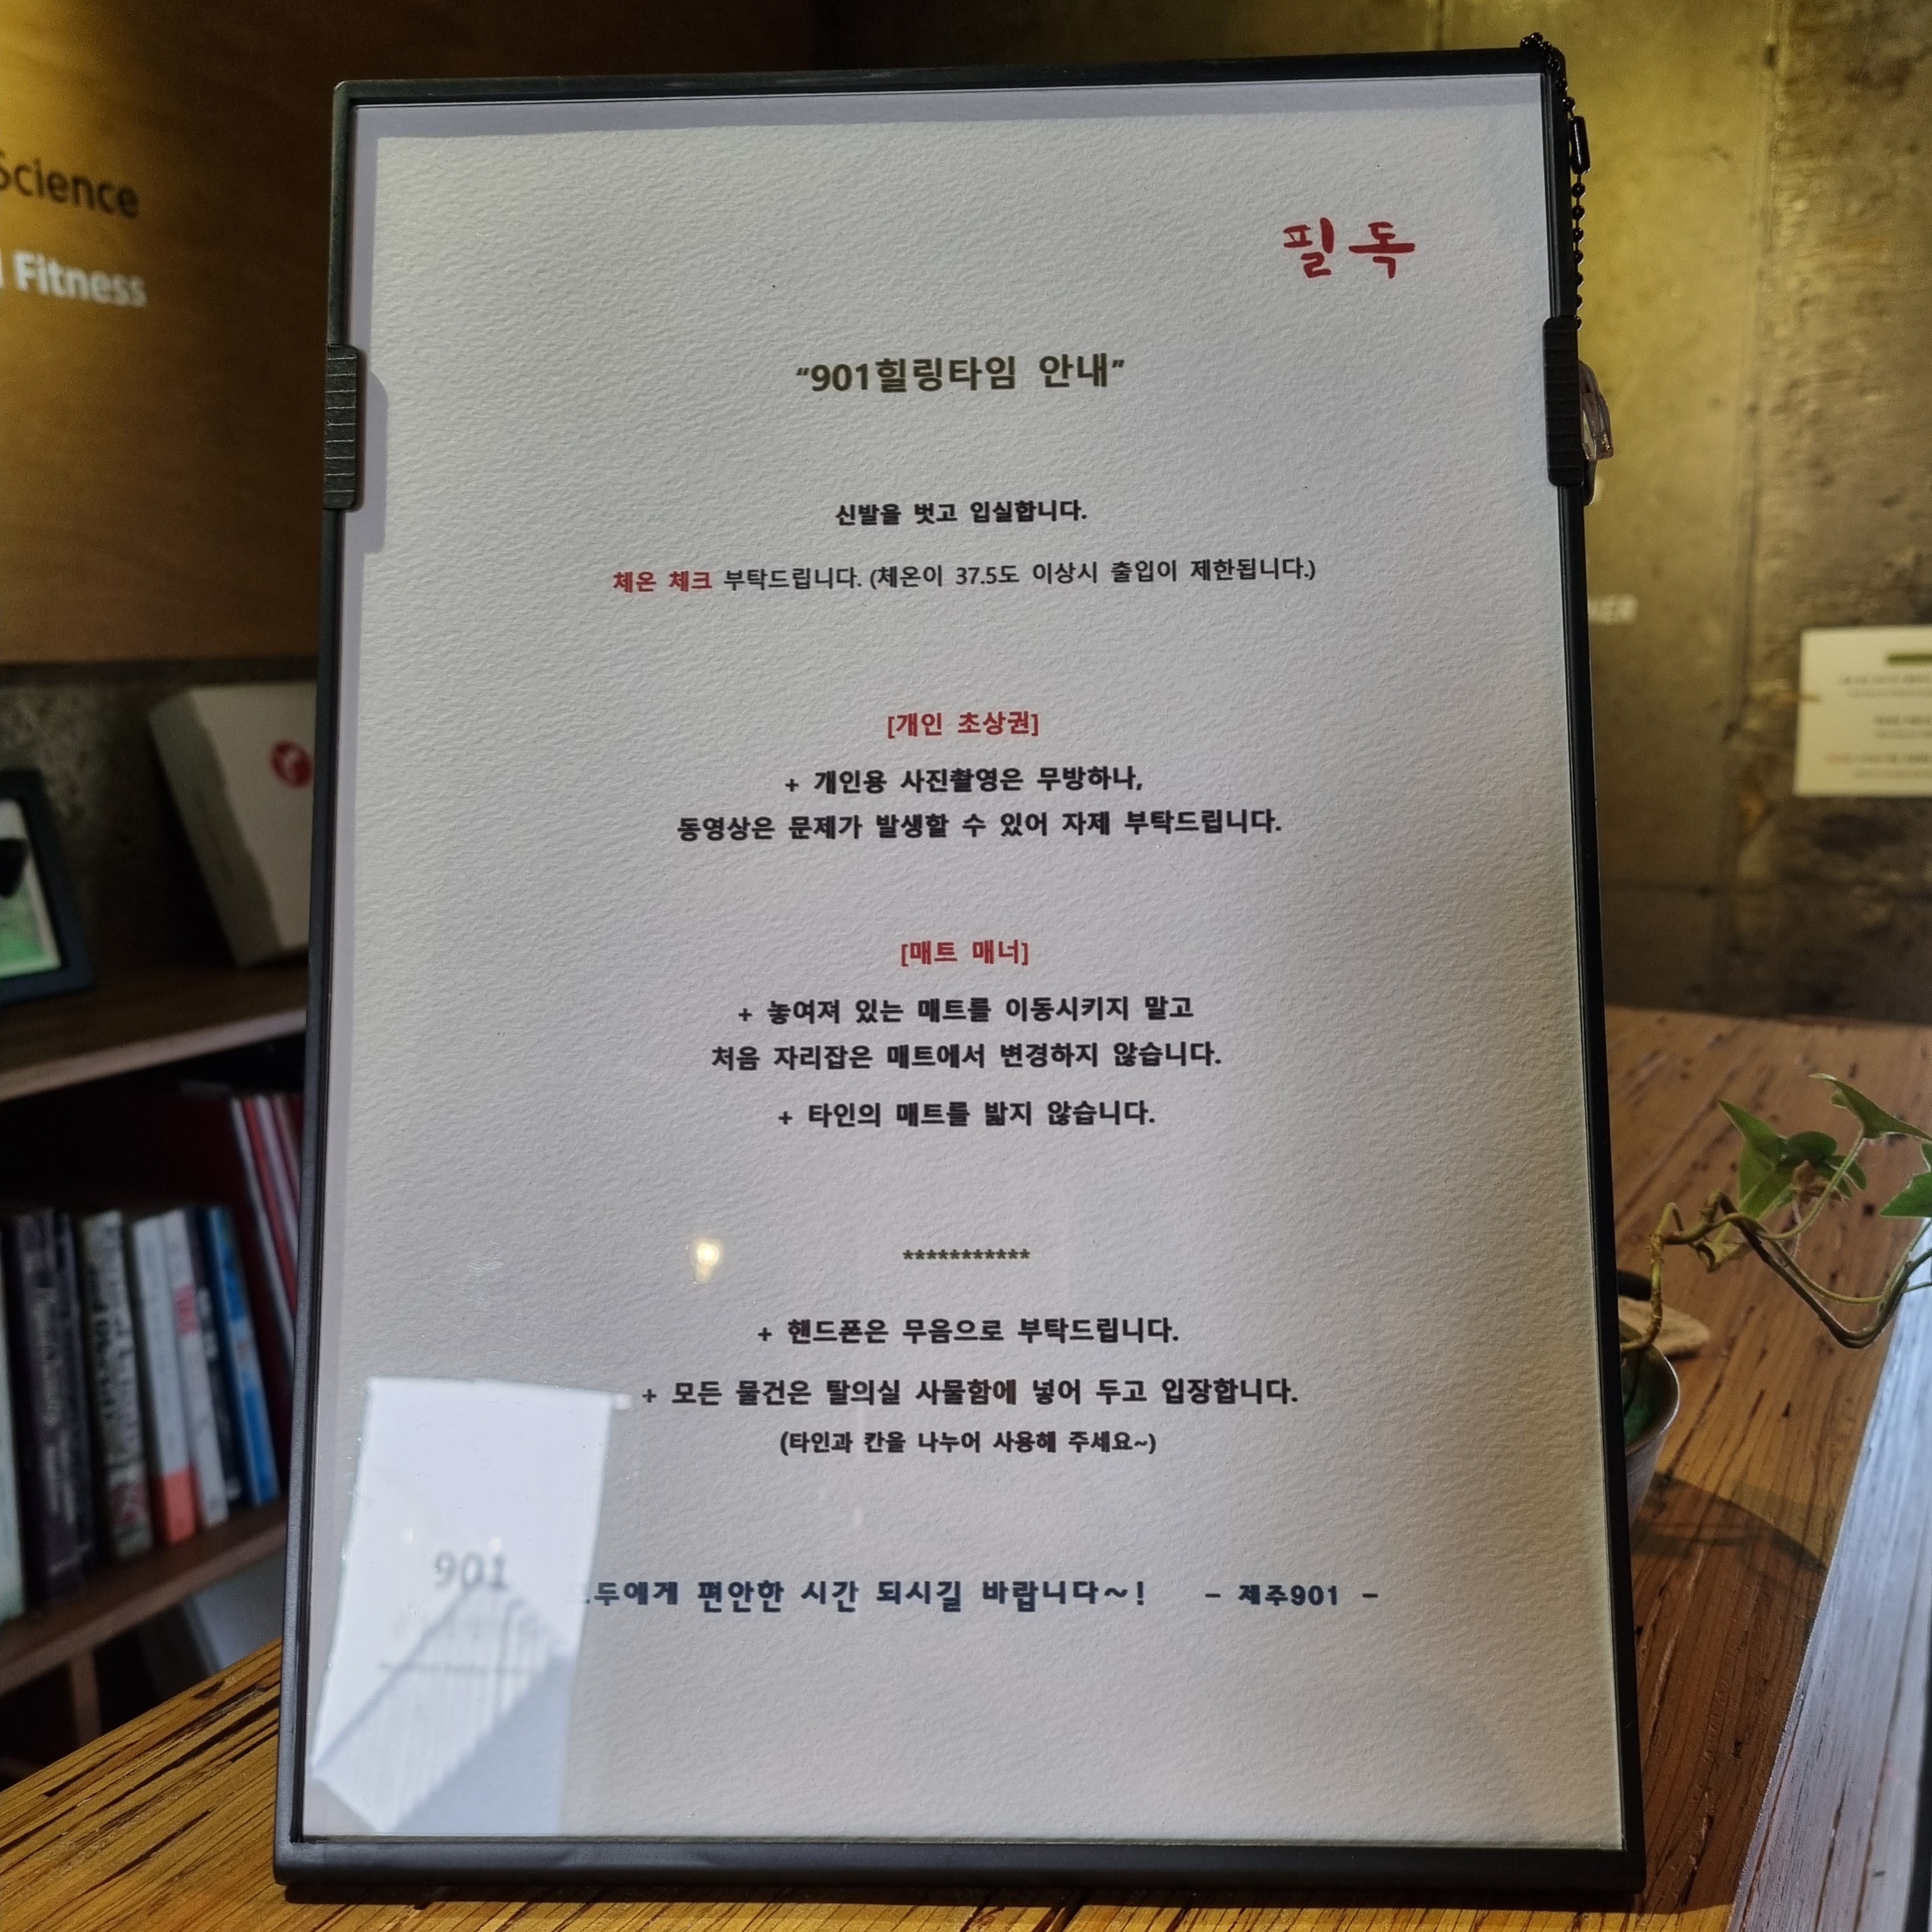 Science
Fitness
필독
“901힐링타임 안내”
신발을 벗고 입실합니다.
체온 체크 부탁드립니다. (체온이 37.5도 이상시 출입이 제한됩니다.)
[개인 초상권]
+ 개인용 사진촬영은 무방하나,
동영상은 문제가 발생할 수 있어 자제 부탁드립니다.
[매트 매너]
+ 놓여져 있는 매트를 이동시키지 말고
처음 자리잡은 매트에서 변경하지 않습니다.
+ 타인의 매트를 밟지 않습니다.
***********
+ 핸드폰은 무음으로 부탁드립니다.
+ 모든 물건은 탈의실 사물함에 넣어 두고 입장합니다.
(타인과 칸을 나누어 사용해 주세요~)
모두에게 편안한 시간 되시길 바랍니다~! - 제주901 -
901